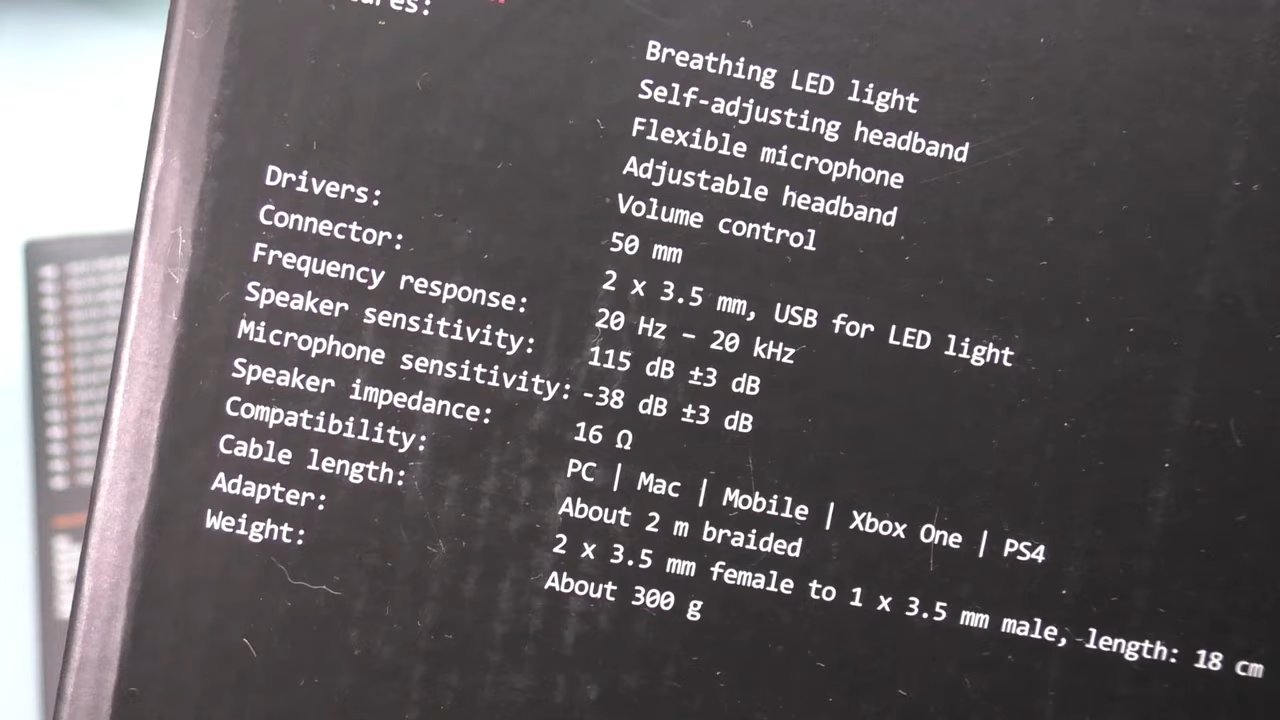 Breathing LED light
Self-adjusting headband
Flexible microphone
Adjustable headband
Volume control
Drivers: 50 mm
Connector: 2 x 3.5 mm, USB for LED light
Frequency response: 20 Hz – 20 kHz
Speaker sensitivity: 115 dB ±3 dB
Microphone sensitivity: -38 dB ±3 dB
Speaker impedance: 16 Ω
Compatibility: PC | Mac | Mobile | Xbox One | PS4
Cable length: About 2 m braided
Adapter: 2 x 3.5 mm female to 1 x 3.5 mm male, length: 18 cm
Weight: About 300 g